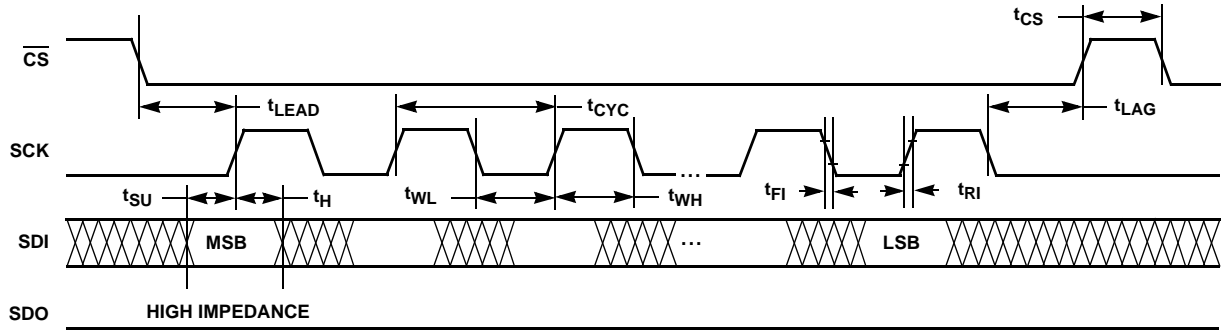 tCS
CS
tLEAD
tCYC
tLAG
SCK
...
tSU
tH
tWL
tWH
tFI
tRI
SDI
MSB
...
LSB
HIGH IMPEDANCE
SDO